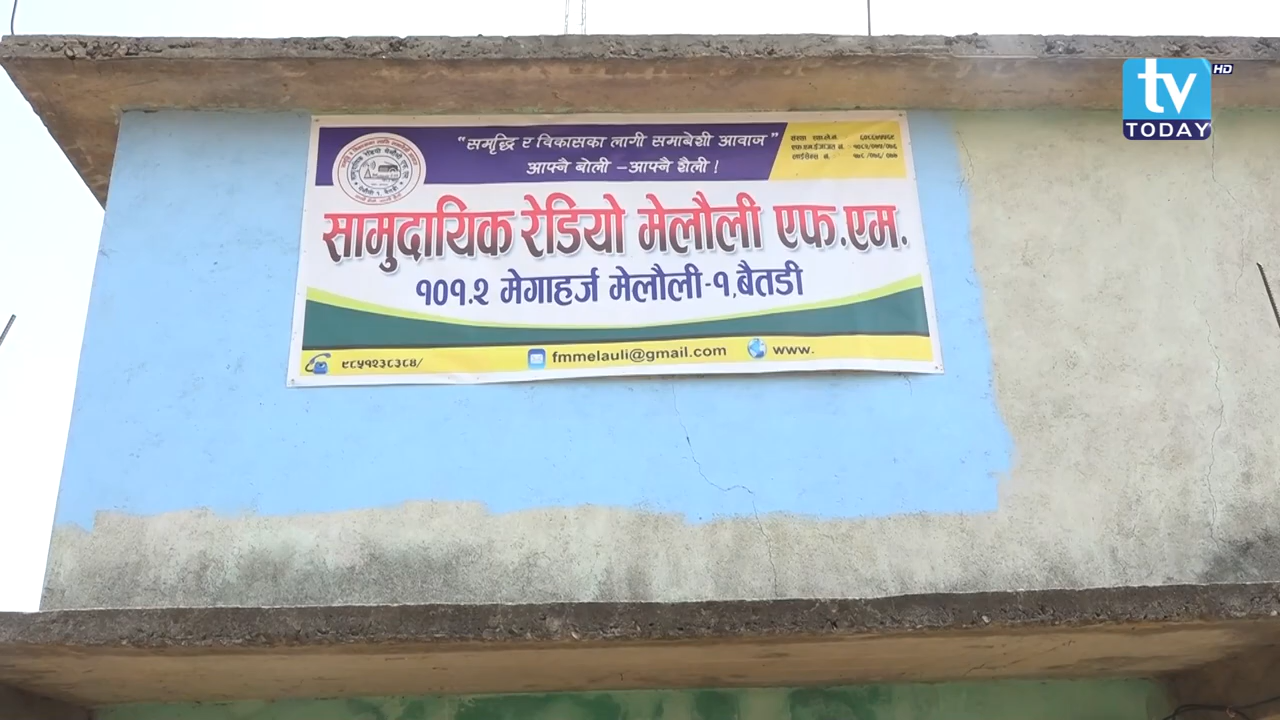 tv HD
TODAY
"समृद्धि र विकासका लागी समाबेशी आवाज"
आफ्नै बोली -आफ्नै शैली !
सामुदायिक रेडियो मेलौली एफ.एम.
१०१.२ मेगाहर्ज मेलौली-१,बैतडी
९८५१२३८३८४/
fmmelauli@gmail.com
www.